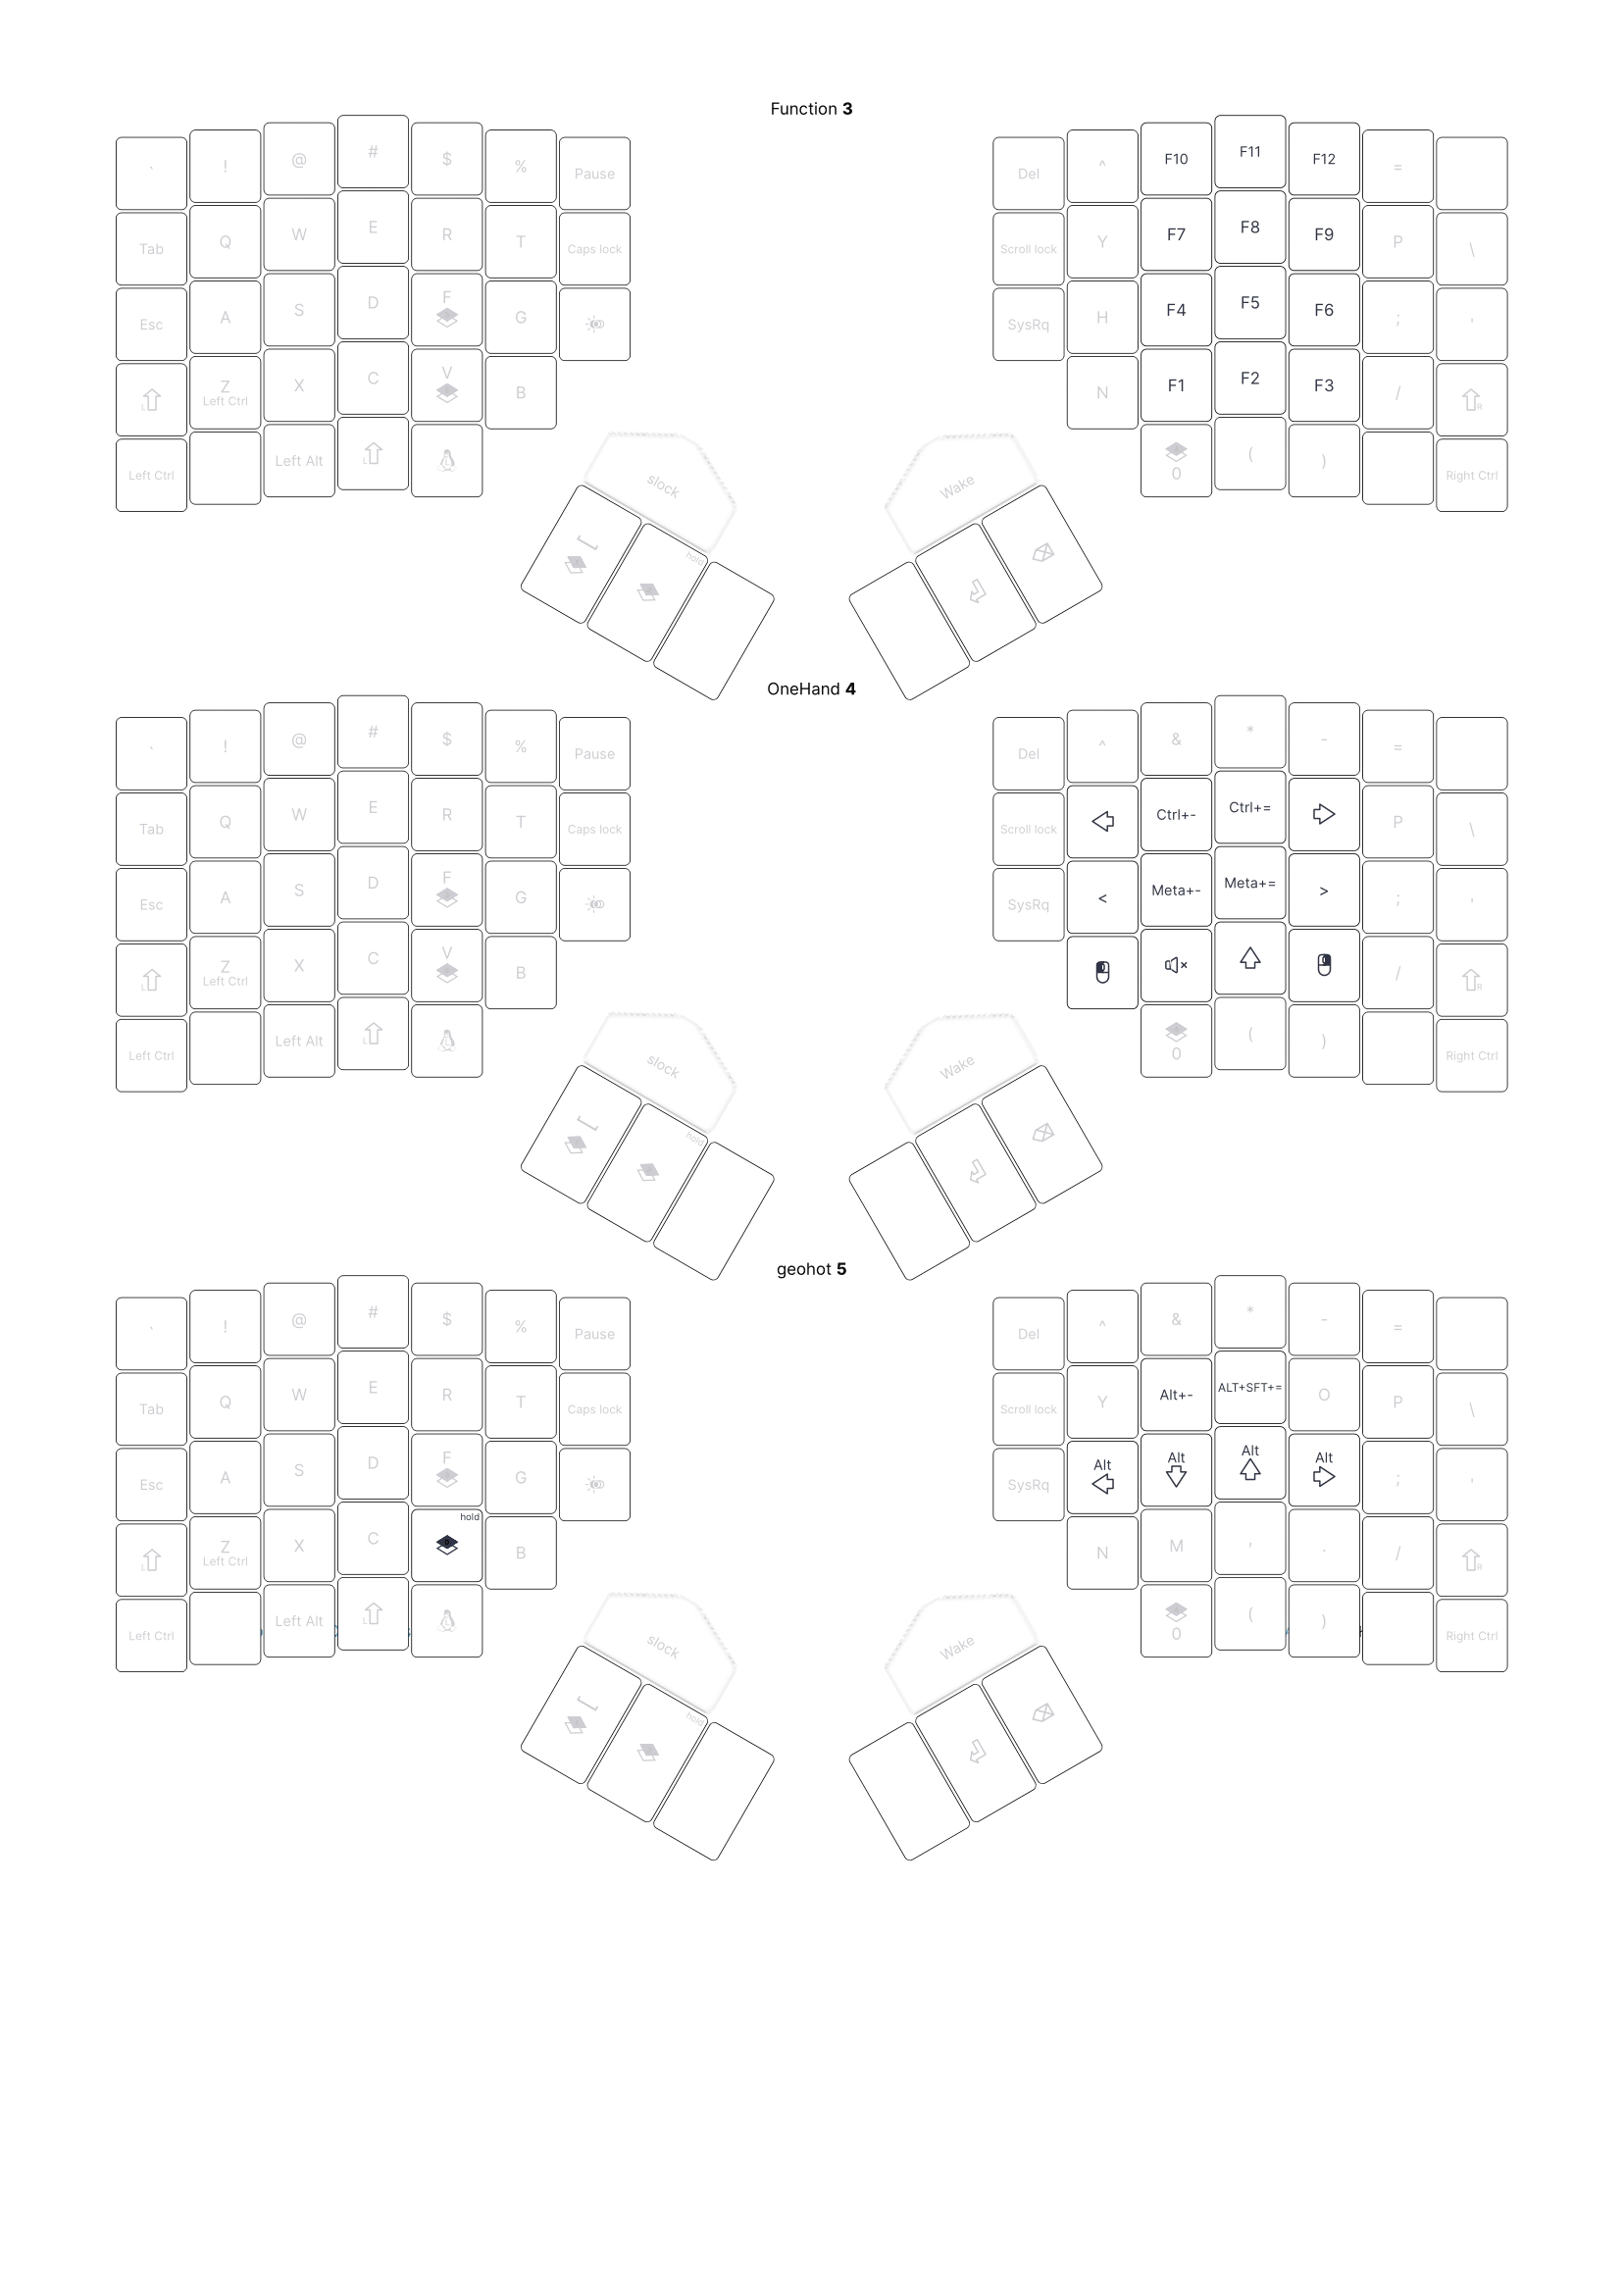 Function 3
` ! @ # $ % Pause Del ^ F10 F11 F12 =
Tab Q W E R T Caps lock Scroll lock Y F7 F8 F9 P \
Esc A S D F G SysRq H F4 F5 F6 ; '
L Z X C V B N F1 F2 F3 / R
Left Ctrl
Left Ctrl Left Alt L L 0 ( ) Right Ctrl
slock Wake
[ hold
OneHand 4
` ! @ # $ % Pause Del ^ & * - =
Tab Q W E R T Caps lock Scroll lock Ctrl+- Ctrl+= P \
Esc A S D F G SysRq < Meta+- Meta+= > ; '
L Z X C V B / R
Left Ctrl
Left Ctrl Left Alt L L 0 ( ) Right Ctrl
slock Wake
[ hold
geohot 5
` ! @ # $ % Pause Del ^ & * - =
Tab Q W E R T Caps lock Scroll lock Y Alt+- ALT+SFT+= O P \
Esc A S D F G SysRq Alt Alt Alt Alt ; '
hold
L Z X C B N M , . / R
Left Ctrl
Left Ctrl Left Alt L L 0 ( ) Right Ctrl
slock Wake
[ hold